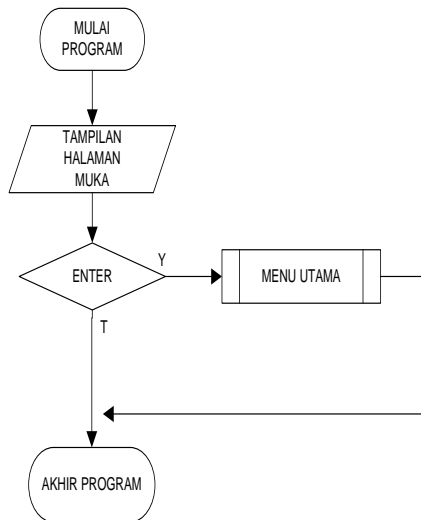 MULAI
PROGRAM
TAMPILAN
HALAMAN
MUKA
ENTER
Y
MENU UTAMA
T
AKHIR PROGRAM